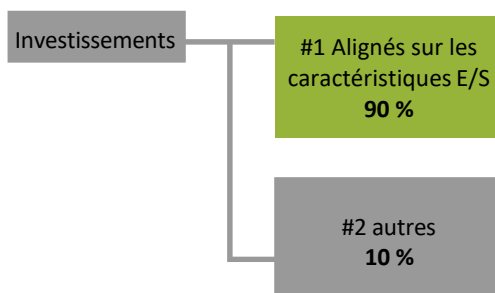 Investissements
#1 Alignés sur les
caractéristiques E/S
90 %
#2 autres
10 %